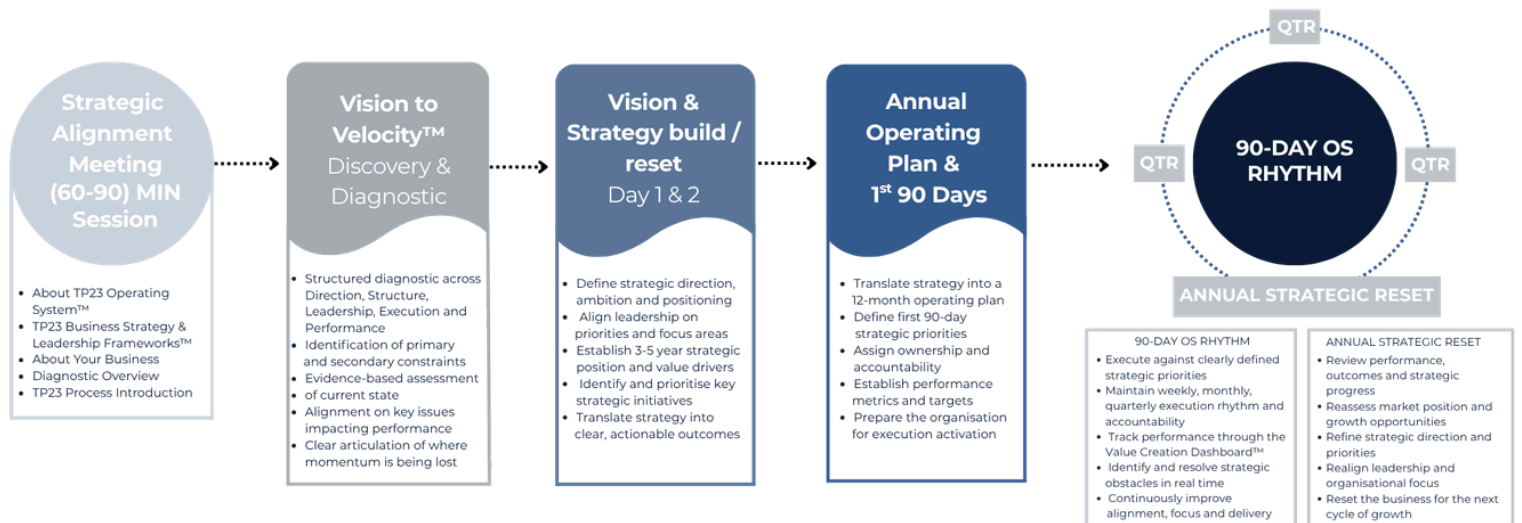 Strategic
Alignment
Meeting
(60-90) MIN
Session
• About TP23 Operating
System™
• TP23 Business Strategy &
Leadership Frameworks™
• About Your Business
• Diagnostic Overview
• TP23 Process Introduction
Vision to
Velocity™
Discovery &
Diagnostic
• Structured diagnostic across
Direction, Structure,
Leadership, Execution and
Performance
• Identification of primary
and secondary constraints
• Evidence-based assessment
• of current state
• Alignment on key issues
impacting performance
• Clear articulation of where
momentum is being lost
Vision &
Strategy build /
reset
Day 1 & 2
• Define strategic direction,
ambition and positioning
• Align leadership on
priorities and focus areas
• Establish 3-5 year strategic
position and value drivers
• Identify and prioritise key
strategic initiatives
• Translate strategy into
clear, actionable outcomes
Annual
Operating
Plan &
1st 90 Days
• Translate strategy into a
12-month operating plan
• Define first 90-day
strategic priorities
• Assign ownership and
accountability
• Establish performance
metrics and targets
• Prepare the organisation
for execution activation
QTR
QTR
90-DAY OS
RHYTHM
QTR
ANNUAL STRATEGIC RESET
90-DAY OS RHYTHM
• Execute against clearly defined
strategic priorities
• Maintain weekly, monthly,
quarterly execution rhythm and
accountability
• Track performance through the
Value Creation Dashboard™
• Identify and resolve strategic
obstacles in real time
• Continuously improve
alignment, focus and delivery
ANNUAL STRATEGIC RESET
• Review performance,
outcomes and strategic
progress
• Reassess market position and
growth opportunities
• Refine strategic direction and
priorities
• Realign leadership and
organisational focus
• Reset the business for the next
cycle of growth